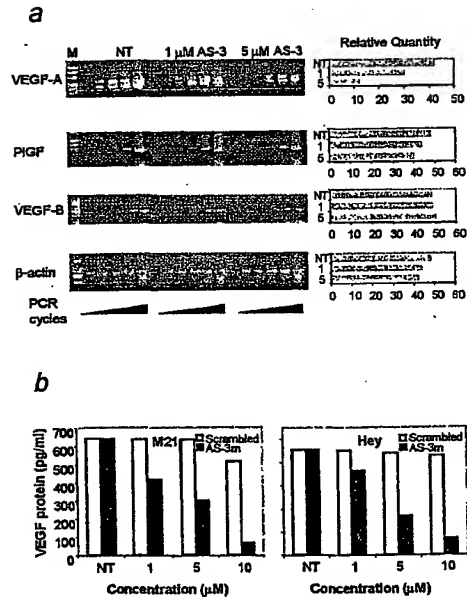 a
M NT 1 µM AS-3 5 µM AS-3 Relative Quantity
VEGF-A NT 1 5
0 10 20 30 40 50 60
PlGF NT 1 5
0 10 20 30 40 50 60
VEGF-B NT 1 5
0 10 20 30 40 50 60
β-actin NT 1 5
0 10 20 30 40 50 60
PCR cycles
b
VEGF protein (pg/ml)
700
600
500
400
300
200
100
0
M21 Scrambled AS-3m
NT 1 5 10
Concentration (µM)
Hey Scrambled AS-3m
NT 1 5 10
Concentration (µM)